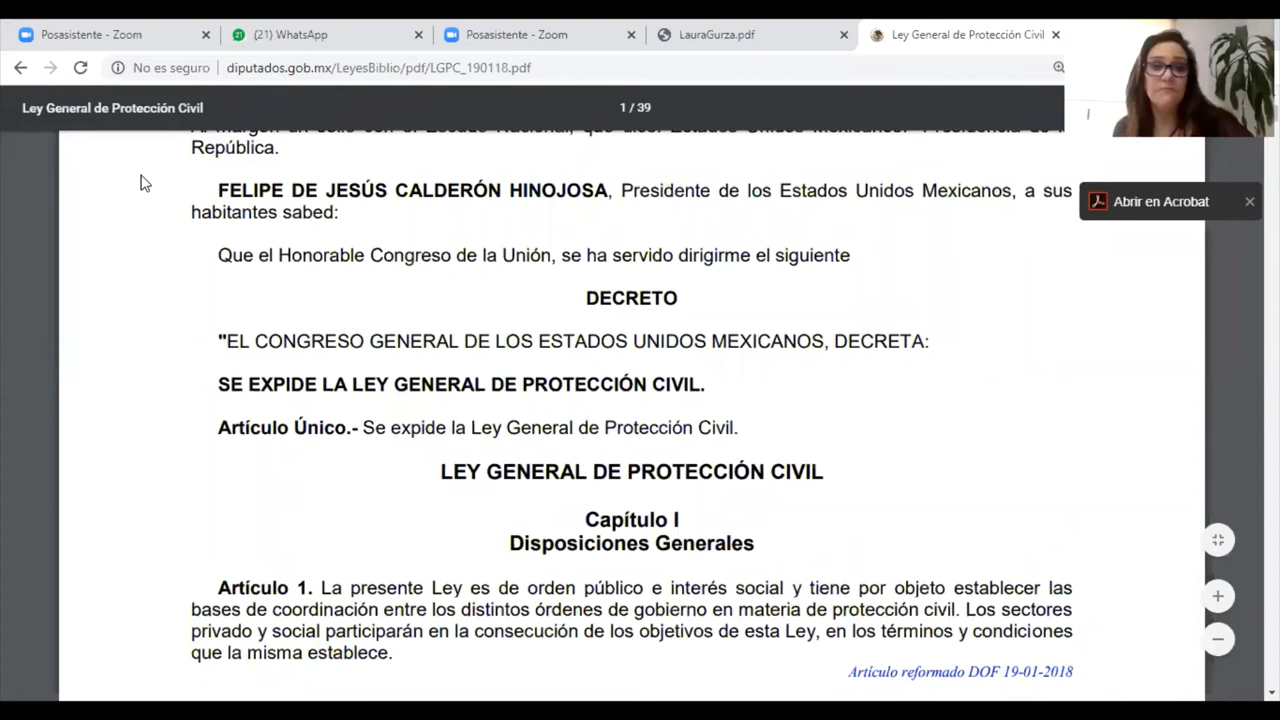 Posasistente - Zoom
(21) WhatsApp
Posasistente - Zoom
LauraGurza.pdf
Ley General de Protección Civil
No es seguro
diputados.gob.mx/LeyesBiblio/pdf/LGPC_190118.pdf
Ley General de Protección Civil
1 / 39
República.
FELIPE DE JESÚS CALDERÓN HINOJOSA, Presidente de los Estados Unidos Mexicanos, a sus
habitantes sabed:
Abrir en Acrobat
Que el Honorable Congreso de la Unión, se ha servido dirigirme el siguiente
DECRETO
"EL CONGRESO GENERAL DE LOS ESTADOS UNIDOS MEXICANOS, DECRETA:
SE EXPIDE LA LEY GENERAL DE PROTECCIÓN CIVIL.
Artículo Único.- Se expide la Ley General de Protección Civil.
LEY GENERAL DE PROTECCIÓN CIVIL
Capítulo I
Disposiciones Generales
Artículo 1. La presente Ley es de orden público e interés social y tiene por objeto establecer las
bases de coordinación entre los distintos órdenes de gobierno en materia de protección civil. Los sectores
privado y social participarán en la consecución de los objetivos de esta Ley, en los términos y condiciones
que la misma establece.
Artículo reformado DOF 19-01-2018